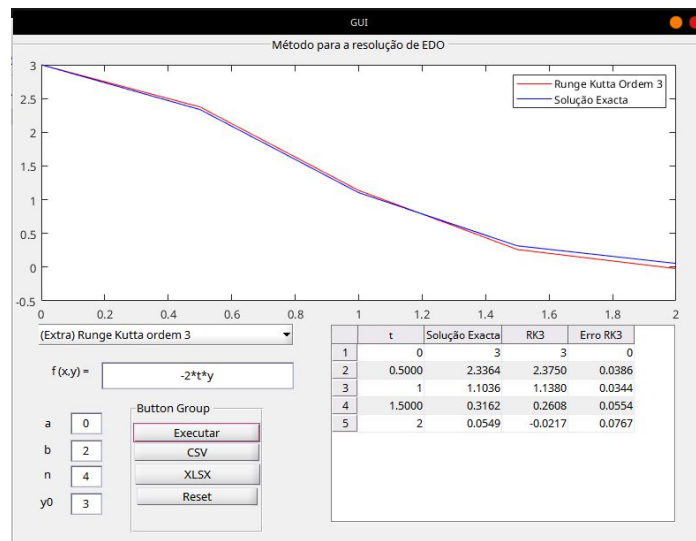 GUI
Método para a resolução de EDO
3
2.5
2
1.5
1
0.5
0
-0.5
Runge Kutta Ordem 3
Solução Exacta
0 0.2 0.4 0.6 0.8 1 1.2 1.4 1.6 1.8 2
(Extra) Runge Kutta ordem 3
f (x,y) = -2*t*y
a 0
b 2
n 4
y0 3
Button Group
Executar
CSV
XLSX
Reset
t Solução Exacta RK3 Erro RK3
1 0 3 3 0
2 0.5000 2.3364 2.3750 0.0386
3 1 1.1036 1.1380 0.0344
4 1.5000 0.3162 0.2608 0.0554
5 2 0.0549 -0.0217 0.0767